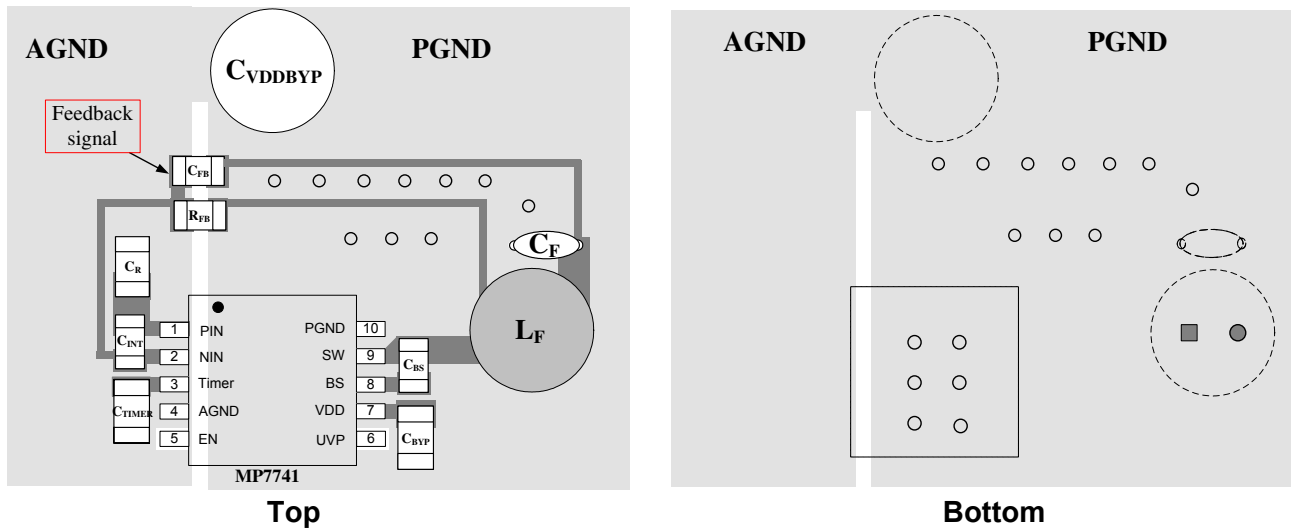 AGND
PGND
CVDDBYP
Feedback
signal
CFB
RFB
CF
CR
LF
CINT
CTIMER
1 PIN
2 NIN
3 Timer
4 AGND
5 EN
PGND 10
SW 9
BS 8
VDD 7
UVP 6
CBS
CBYP
MP7741
Top
AGND
PGND
Bottom